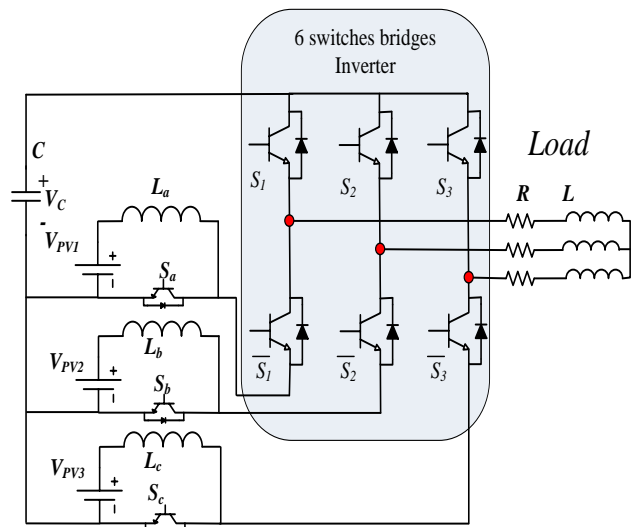 6 switches bridges
Inverter
Load
C
+
V_C
-
L_a
V_PV1
+
S_a
S_1
S_2
S_3
R
L
L_b
V_PV2
+
S_b
S̅_1
S̅_2
S̅_3
L_c
V_PV3
+
S_c